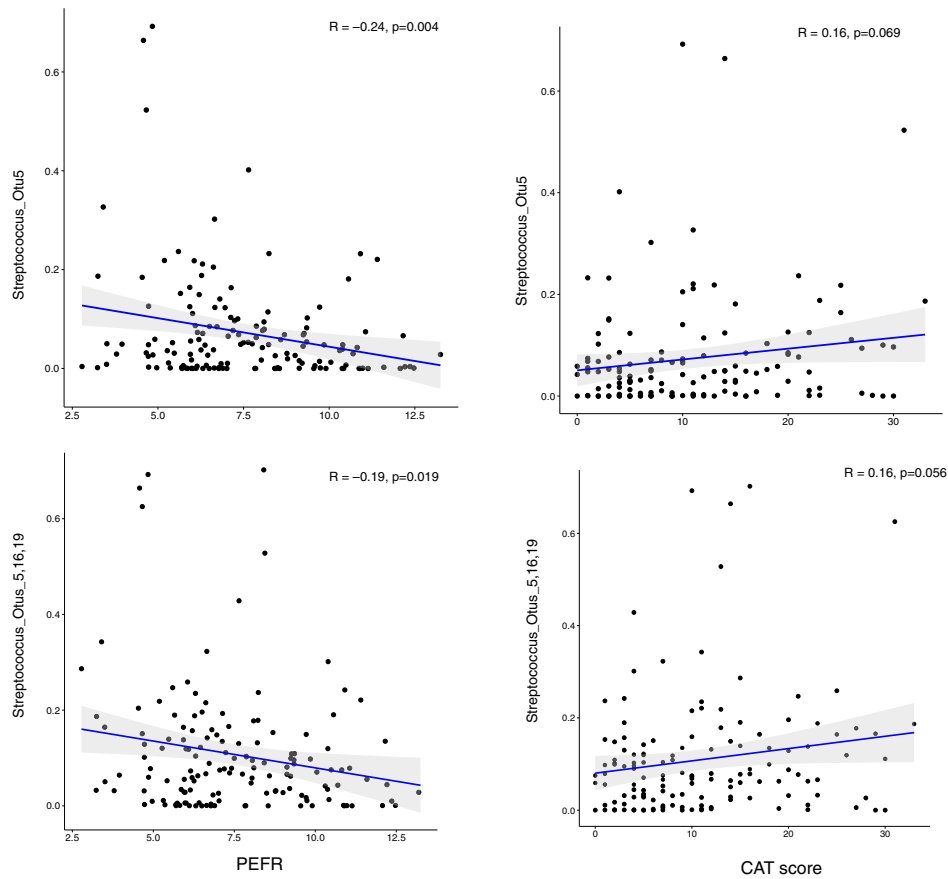 R = −0.24, p=0.004
Streptococcus_Otu5
0.6
0.4
0.2
0.0
2.5 5.0 7.5 10.0 12.5
R = 0.16, p=0.069
Streptococcus_Otu5
0.6
0.4
0.2
0.0
0 10 20 30
R = −0.19, p=0.019
Streptococcus_Otus_5,16,19
0.6
0.4
0.2
0.0
2.5 5.0 7.5 10.0 12.5
PEFR
R = 0.16, p=0.056
Streptococcus_Otus_5,16,19
0.6
0.4
0.2
0.0
0 10 20 30
CAT score